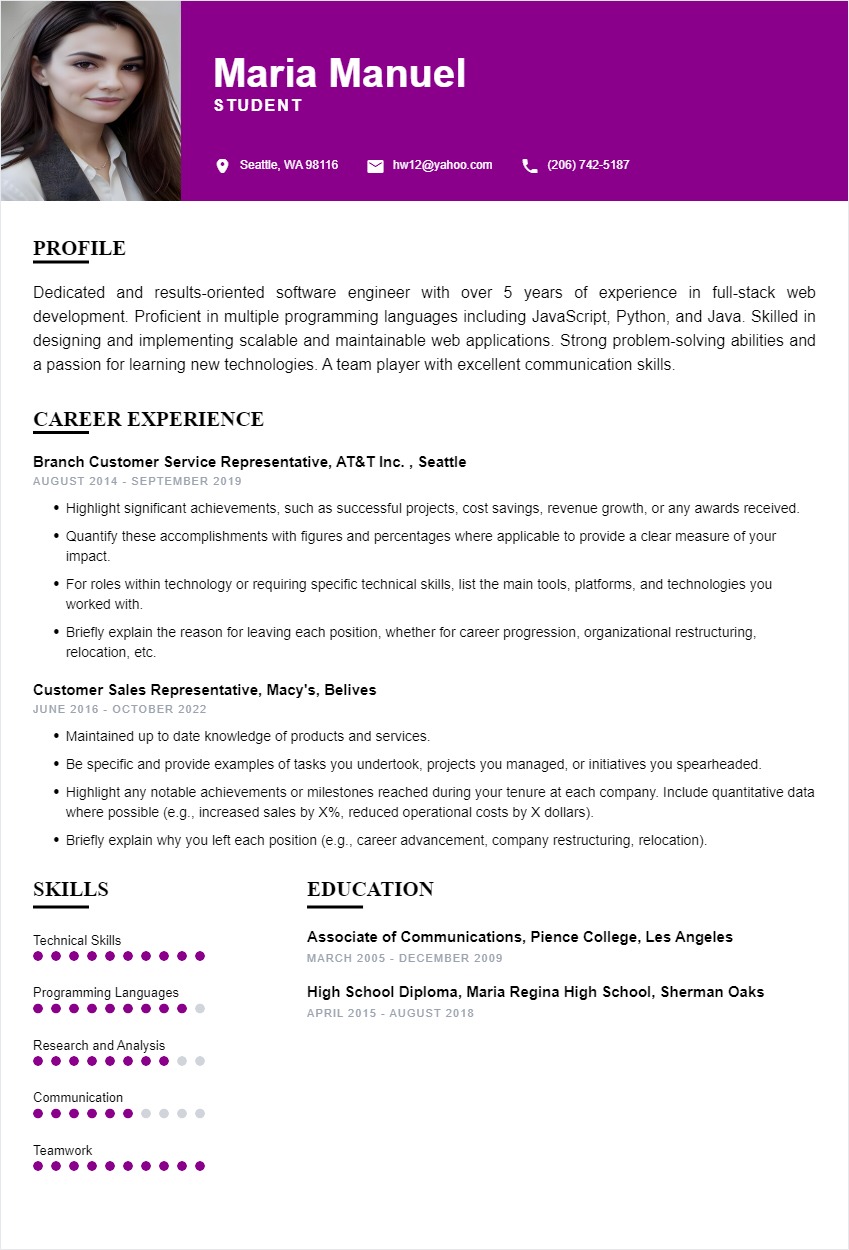 Maria Manuel
STUDENT
Seattle, WA 98116 hw12@yahoo.com (206) 742-5187
PROFILE
Dedicated and results-oriented software engineer with over 5 years of experience in full-stack web
development. Proficient in multiple programming languages including JavaScript, Python, and Java. Skilled in
designing and implementing scalable and maintainable web applications. Strong problem-solving abilities and
a passion for learning new technologies. A team player with excellent communication skills.
CAREER EXPERIENCE
Branch Customer Service Representative, AT&T Inc. , Seattle
AUGUST 2014 - SEPTEMBER 2019
• Highlight significant achievements, such as successful projects, cost savings, revenue growth, or any awards received.
• Quantify these accomplishments with figures and percentages where applicable to provide a clear measure of your
impact.
• For roles within technology or requiring specific technical skills, list the main tools, platforms, and technologies you
worked with.
• Briefly explain the reason for leaving each position, whether for career progression, organizational restructuring,
relocation, etc.
Customer Sales Representative, Macy's, Belives
JUNE 2016 - OCTOBER 2022
• Maintained up to date knowledge of products and services.
• Be specific and provide examples of tasks you undertook, projects you managed, or initiatives you spearheaded.
• Highlight any notable achievements or milestones reached during your tenure at each company. Include quantitative data
where possible (e.g., increased sales by X%, reduced operational costs by X dollars).
• Briefly explain why you left each position (e.g., career advancement, company restructuring, relocation).
SKILLS
Technical Skills
Programming Languages
Research and Analysis
Communication
Teamwork
EDUCATION
Associate of Communications, Pience College, Les Angeles
MARCH 2005 - DECEMBER 2009
High School Diploma, Maria Regina High School, Sherman Oaks
APRIL 2015 - AUGUST 2018